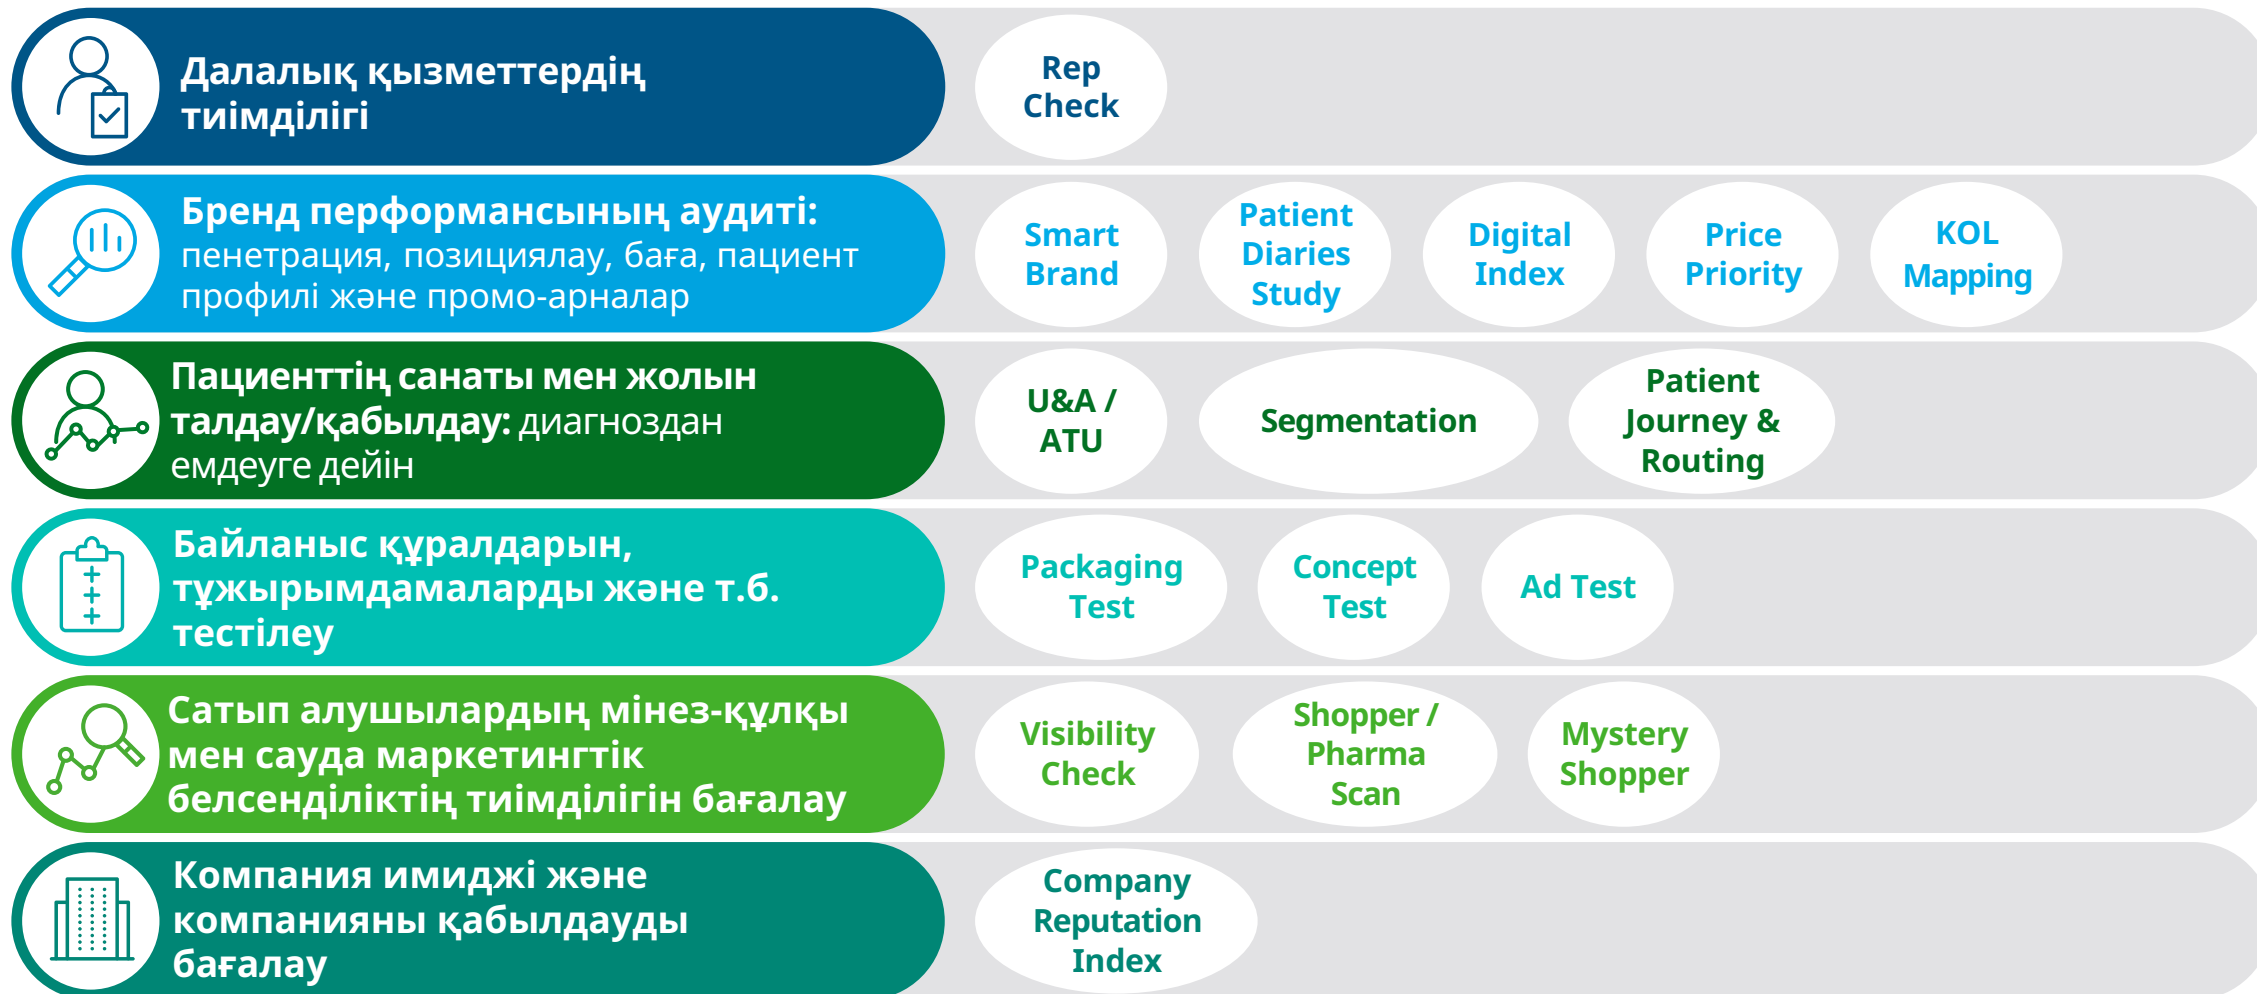 Далалық қызметтердің
тиімділігі
Rep
Check
Бренд перформансының аудиті:
пенетрация, позициялау, баға, пациент
профилі және промо-арналар
Smart
Brand
Patient
Diaries
Study
Digital
Index
Price
Priority
KOL
Mapping
Пациенттің санаты мен жолын
талдау/қабылдау: диагноздан
емдеуге дейін
U&A /
ATU
Segmentation
Patient
Journey &
Routing
Байланыс құралдарын,
тұжырымдамаларды және т.б.
тестілеу
Packaging
Test
Concept
Test
Ad Test
Сатып алушылардың мінез-құлқы
мен сауда маркетингтік
белсенділіктің тиімділігін бағалау
Visibility
Check
Shopper /
Pharma
Scan
Mystery
Shopper
Компания имиджі және
компанияны қабылдауды
бағалау
Company
Reputation
Index